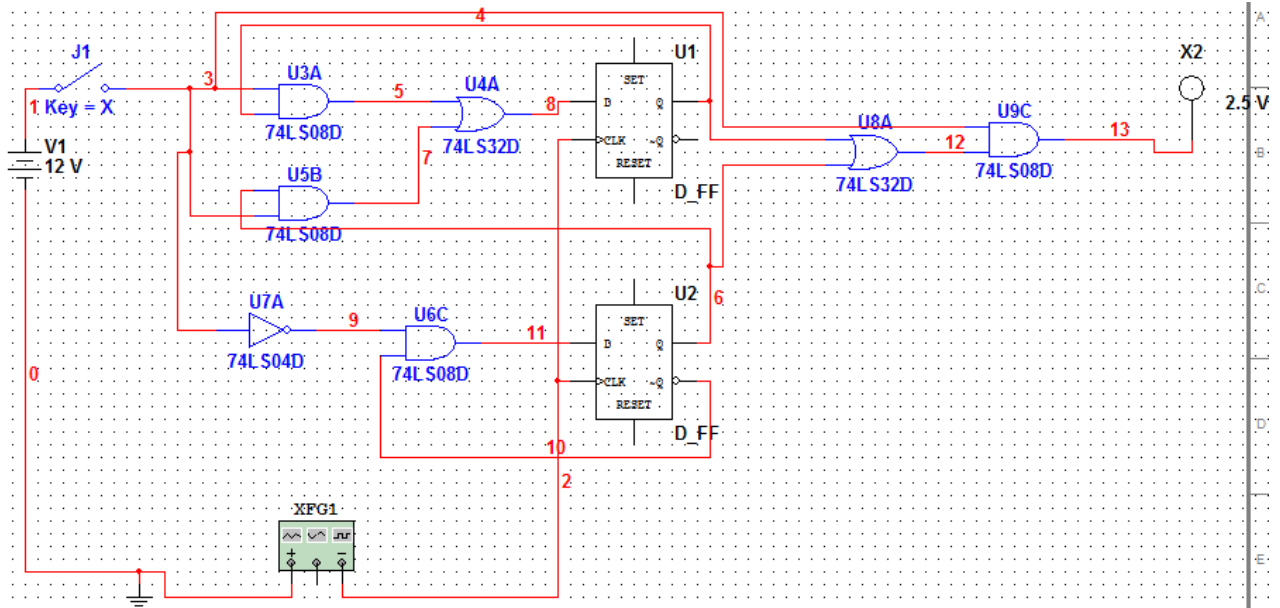 4
A
J1
3
U3A
5
U4A
8
U1
SET
D
Q
CLK
~Q
RESET
D_FF
X2
2.5 V
1
Key = X
V1
12 V
74LS08D
74LS32D
7
U5B
74LS08D
U8A
74LS32D
12
U9C
74LS08D
13
B
C
U7A
74LS04D
9
U6C
74LS08D
11
U2
SET
D
Q
CLK
~Q
RESET
D_FF
6
0
10
2
D
XFG1
+
−
E